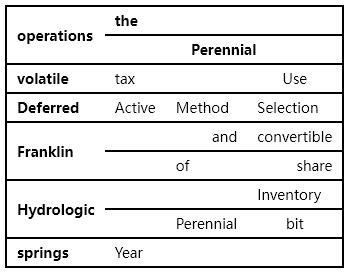 operations the
Perennial
volatile tax Use
Deferred Active Method Selection
Franklin and convertible
of share
Hydrologic Inventory
Perennial bit
springs Year